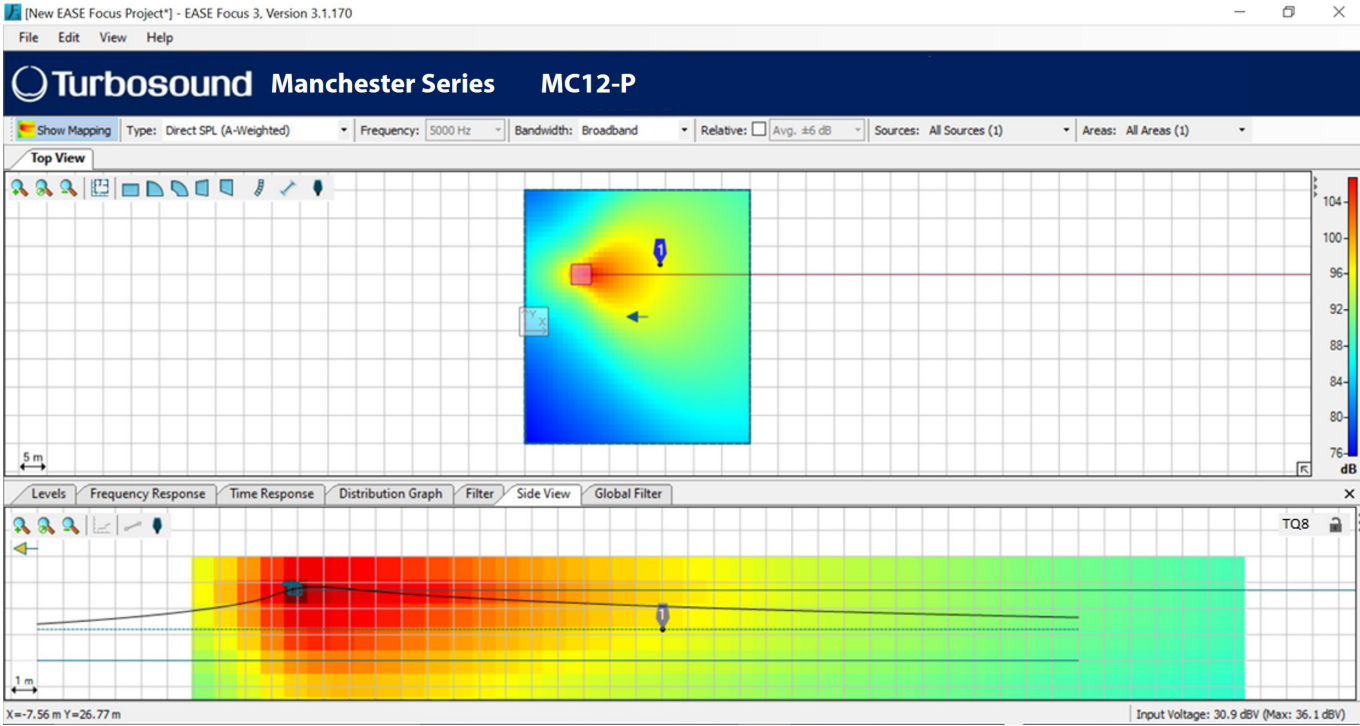 [New EASE Focus Project*] - EASE Focus 3, Version 3.1.170
File Edit View Help
Turbosound Manchester Series MC12-P
Show Mapping Type: Direct SPL (A-Weighted) Frequency: 5000 Hz Bandwidth: Broadband Relative: Avg. ±6 dB Sources: All Sources (1) Areas: All Areas (1)
Top View
104
100
1
96
92
Y
X
88
84
80
5 m
76
dB
Levels Frequency Response Time Response Distribution Graph Filter Side View Global Filter
TQ8
1
1 m
X=-7.56 m Y=26.77 m Input Voltage: 30.9 dBV (Max: 36.1 dBV)